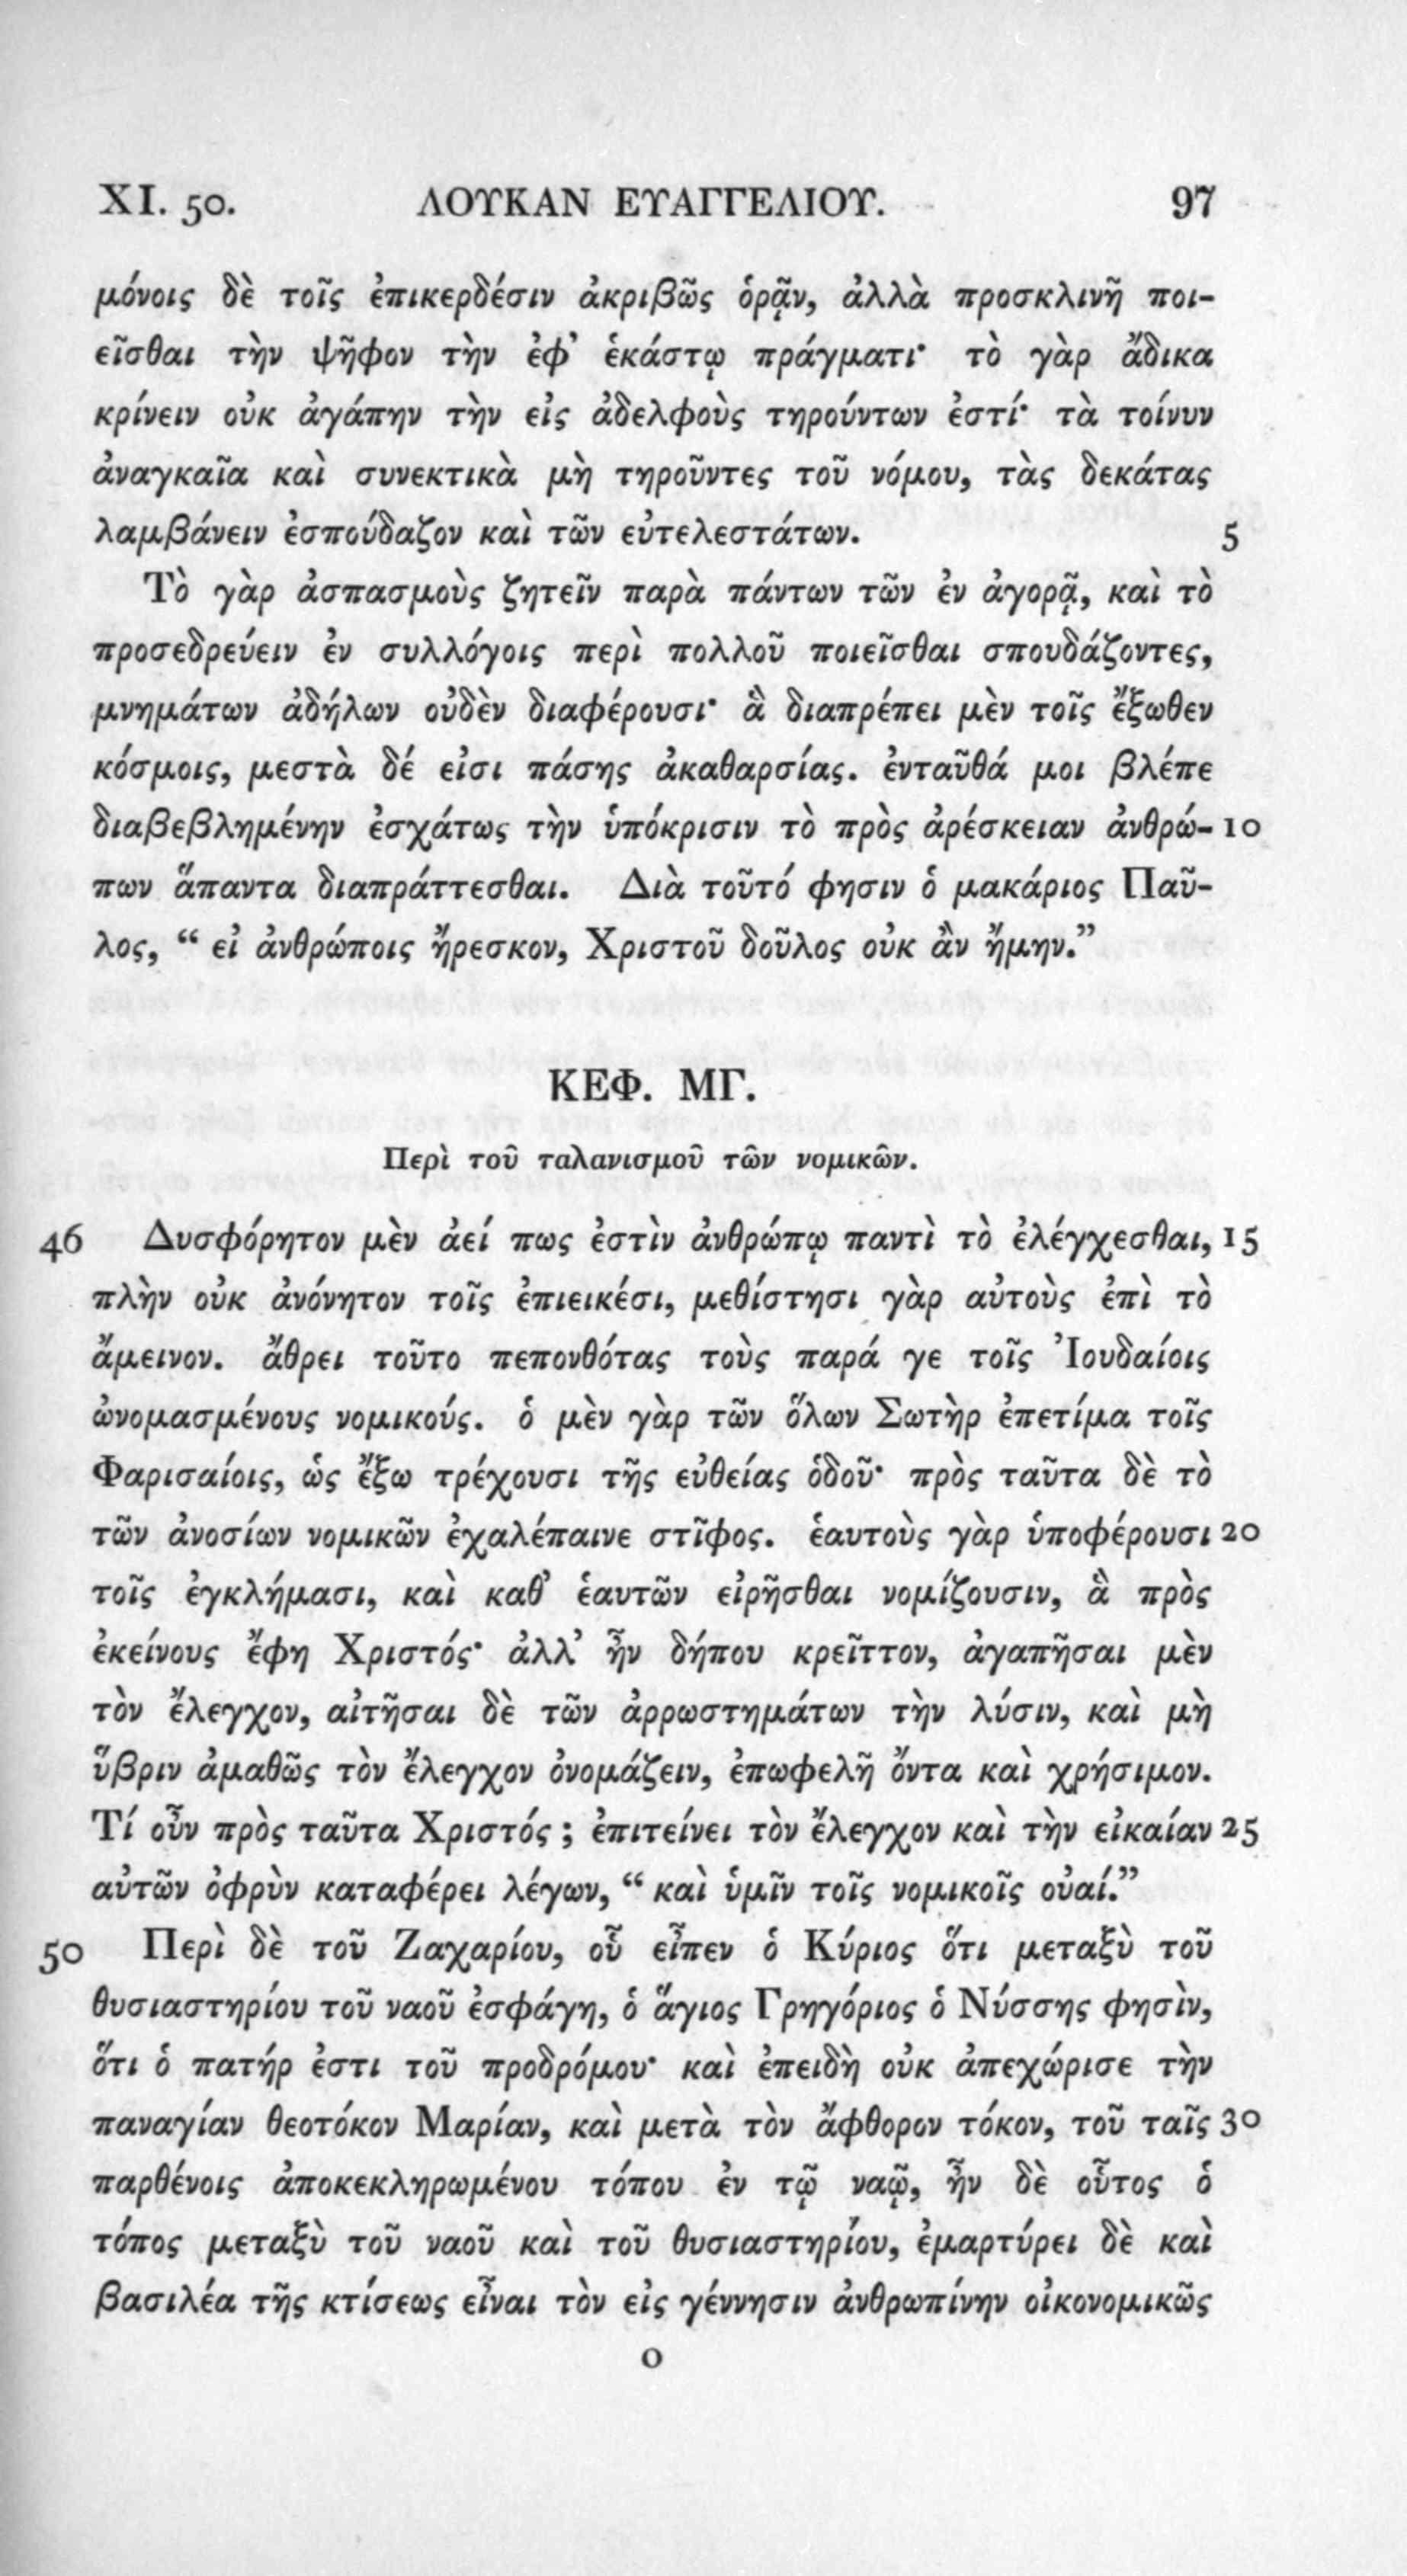 XI. 50. ΛΟΥΚΑΝ ΕΥΑΓΓΕΛΙΟΥ. 97
μόνοις δὲ τοῖς ἐπικερδέσιν ἀκριβῶς ὁρᾷν, ἀλλὰ προσκλινῆ ποι-
εῖσθαι τὴν ψῆφον τὴν ἐφ' ἑκάστῳ πράγματι· τὸ γὰρ ἄδικα
κρίνειν οὐκ ἀγάπην τὴν εἰς ἀδελφοὺς τηρούντων ἐστί· τὰ τοίνυν
ἀναγκαῖα καὶ συνεκτικὰ μὴ τηροῦντες τοῦ νόμου, τὰς δεκάτας
λαμβάνειν ἐσπούδαζον καὶ τῶν εὐτελεστάτων. 5
Τὸ γὰρ ἀσπασμοὺς ζητεῖν παρὰ πάντων τῶν ἐν ἀγορᾷ, καὶ τὸ
προσεδρεύειν ἐν συλλόγοις περὶ πολλοῦ ποιεῖσθαι σπουδάζοντες,
μνημάτων ἀδήλων οὐδὲν διαφέρουσι· ἃ διαπρέπει μὲν τοῖς ἔξωθεν
κόσμοις, μεστὰ δέ εἰσι πάσης ἀκαθαρσίας. ἐνταῦθά μοι βλέπε
διαβεβλημένην ἐσχάτως τὴν ὑπόκρισιν τὸ πρὸς ἀρέσκειαν ἀνθρώ- 10
πων ἅπαντα διαπράττεσθαι. Διὰ τοῦτό φησιν ὁ μακάριος Παῦ-
λος, “ εἰ ἀνθρώποις ἤρεσκον, Χριστοῦ δοῦλος οὐκ ἂν ἤμην.”
ΚΕΦ. ΜΓ.
Περὶ τοῦ ταλανισμοῦ τῶν νομικῶν.
46 Δυσφόρητον μὲν ἀεί πως ἐστὶν ἀνθρώπῳ παντὶ τὸ ἐλέγχεσθαι, 15
πλὴν οὐκ ἀνόνητον τοῖς ἐπιεικέσι, μεθίστησι γὰρ αὐτοὺς ἐπὶ τὸ
ἄμεινον. ἄθρει τοῦτο πεπονθότας τοὺς παρά γε τοῖς Ἰουδαίοις
ὠνομασμένους νομικούς. ὁ μὲν γὰρ τῶν ὅλων Σωτὴρ ἐπετίμα τοῖς
Φαρισαίοις, ὡς ἔξω τρέχουσι τῆς εὐθείας ὁδοῦ· πρὸς ταῦτα δὲ τὸ
τῶν ἀνοσίων νομικῶν ἐχαλέπαινε στῖφος. ἑαυτοὺς γὰρ ὑποφέρουσι 20
τοῖς ἐγκλήμασι, καὶ καθ' ἑαυτῶν εἰρῆσθαι νομίζουσιν, ἃ πρὸς
ἐκείνους ἔφη Χριστός· ἀλλ' ἦν δήπου κρεῖττον, ἀγαπῆσαι μὲν
τὸν ἔλεγχον, αἰτῆσαι δὲ τῶν ἀρρωστημάτων τὴν λύσιν, καὶ μὴ
ὕβριν ἀμαθῶς τὸν ἔλεγχον ὀνομάζειν, ἐπωφελῆ ὄντα καὶ χρήσιμον.
Τί οὖν πρὸς ταῦτα Χριστός ; ἐπιτείνει τὸν ἔλεγχον καὶ τὴν εἰκαίαν 25
αὐτῶν ὀφρὺν καταφέρει λέγων, “ καὶ ὑμῖν τοῖς νομικοῖς οὐαί.”
50 Περὶ δὲ τοῦ Ζαχαρίου, οὗ εἶπεν ὁ Κύριος ὅτι μεταξὺ τοῦ
θυσιαστηρίου τοῦ ναοῦ ἐσφάγη, ὁ ἅγιος Γρηγόριος ὁ Νύσσης φησὶν,
ὅτι ὁ πατήρ ἐστι τοῦ προδρόμου· καὶ ἐπειδὴ οὐκ ἀπεχώρισε τὴν
παναγίαν θεοτόκον Μαρίαν, καὶ μετὰ τὸν ἄφθορον τόκον, τοῦ ταῖς 30
παρθένοις ἀποκεκληρωμένου τόπου ἐν τῷ ναῷ, ἦν δὲ οὗτος ὁ
τόπος μεταξὺ τοῦ ναοῦ καὶ τοῦ θυσιαστηρίου, ἐμαρτύρει δὲ καὶ
βασιλέα τῆς κτίσεως εἶναι τὸν εἰς γέννησιν ἀνθρωπίνην οἰκονομικῶς
O